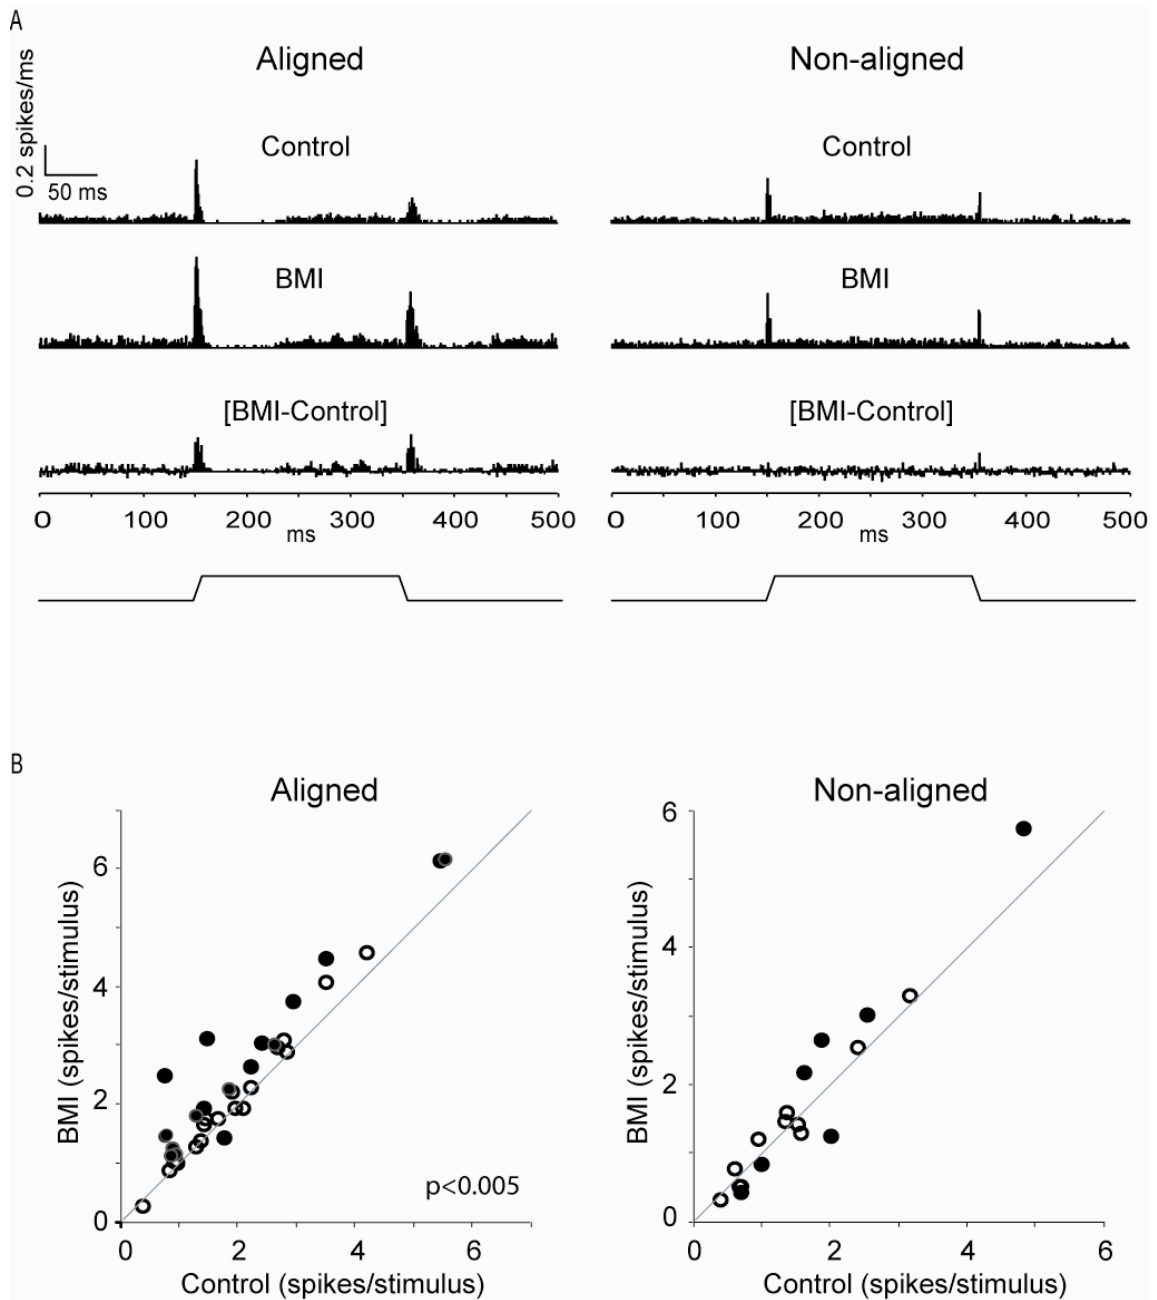 A
Aligned
Non-aligned
0.2 spikes/ms
50 ms
Control
Control
BMI
BMI
[BMI-Control]
[BMI-Control]
0 100 200 300 400 500
ms
0 100 200 300 400 500
ms
B
Aligned
BMI (spikes/stimulus)
6
4
2
0
p<0.005
0 2 4 6
Control (spikes/stimulus)
Non-aligned
BMI (spikes/stimulus)
6
4
2
0
0 2 4 6
Control (spikes/stimulus)